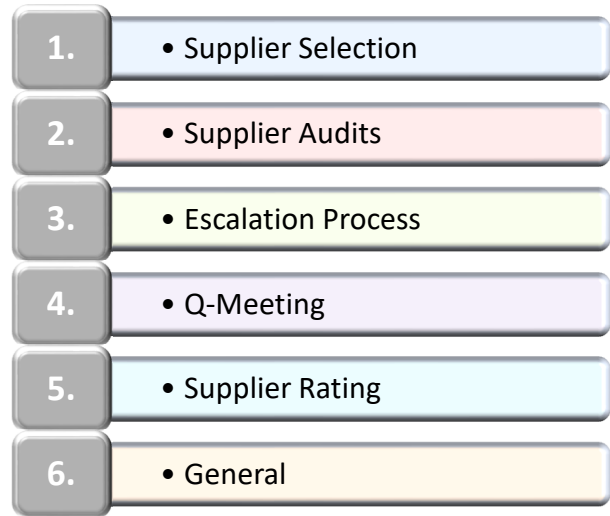 1. • Supplier Selection
2. • Supplier Audits
3. • Escalation Process
4. • Q-Meeting
5. • Supplier Rating
6. • General